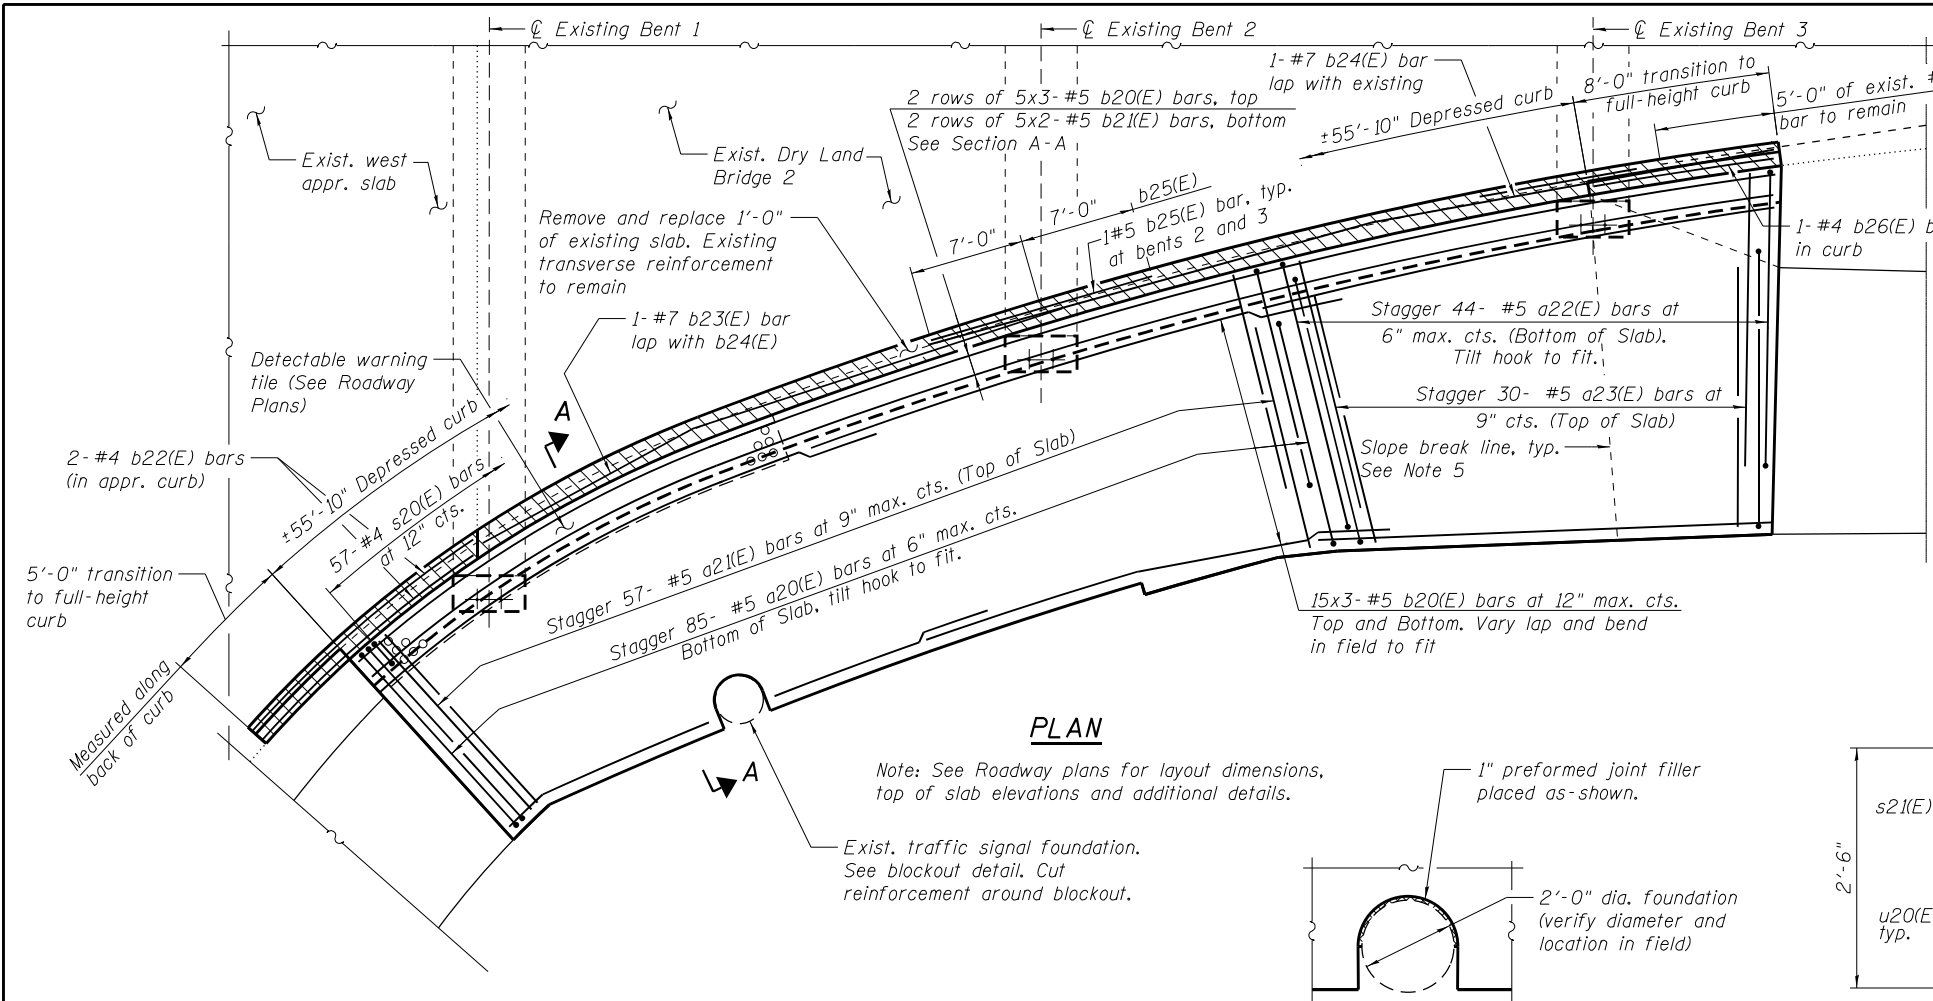 ℄ Existing Bent 1
℄ Existing Bent 2
℄ Existing Bent 3
1-#7 b24(E) bar
lap with existing
8'-0" transition to
full-height curb
±55'-10" Depressed curb
5'-0" of exist. #
bar to remain
2 rows of 5x3-#5 b20(E) bars, top
2 rows of 5x2-#5 b21(E) bars, bottom
See Section A-A
Exist. west
appr. slab
Exist. Dry Land
Bridge 2
Remove and replace 1'-0"
of existing slab. Existing
transverse reinforcement
to remain
7'-0"
7'-0"
b25(E)
1#5 b25(E) bar, typ.
at bents 2 and 3
1-#4 b26(E) b
in curb
1-#7 b23(E) bar
lap with b24(E)
Detectable warning
tile (See Roadway
Plans)
Stagger 44- #5 a22(E) bars at
6" max. cts. (Bottom of Slab).
Tilt hook to fit.
Stagger 30- #5 a23(E) bars at
9" cts. (Top of Slab)
Slope break line, typ.
See Note 5
A
2-#4 b22(E) bars
(in appr. curb)
±55'-10" Depressed curb
57-#4 s20(E) bars
at 12" cts.
5'-0" transition
to full-height
curb
Measured along
back of curb
Stagger 57- #5 a21(E) bars at 9" max. cts. (Top of Slab)
Stagger 85- #5 a20(E) bars at 6" max. cts.
Bottom of Slab, tilt hook to fit.
15x3-#5 b20(E) bars at 12" max. cts.
Top and Bottom. Vary lap and bend
in field to fit
A
PLAN
Note: See Roadway plans for layout dimensions,
top of slab elevations and additional details.
Exist. traffic signal foundation.
See blockout detail. Cut
reinforcement around blockout.
1" preformed joint filler
placed as-shown.
2'-0" dia. foundation
(verify diameter and
location in field)
s21(E)
2'-6"
u20(E
typ.